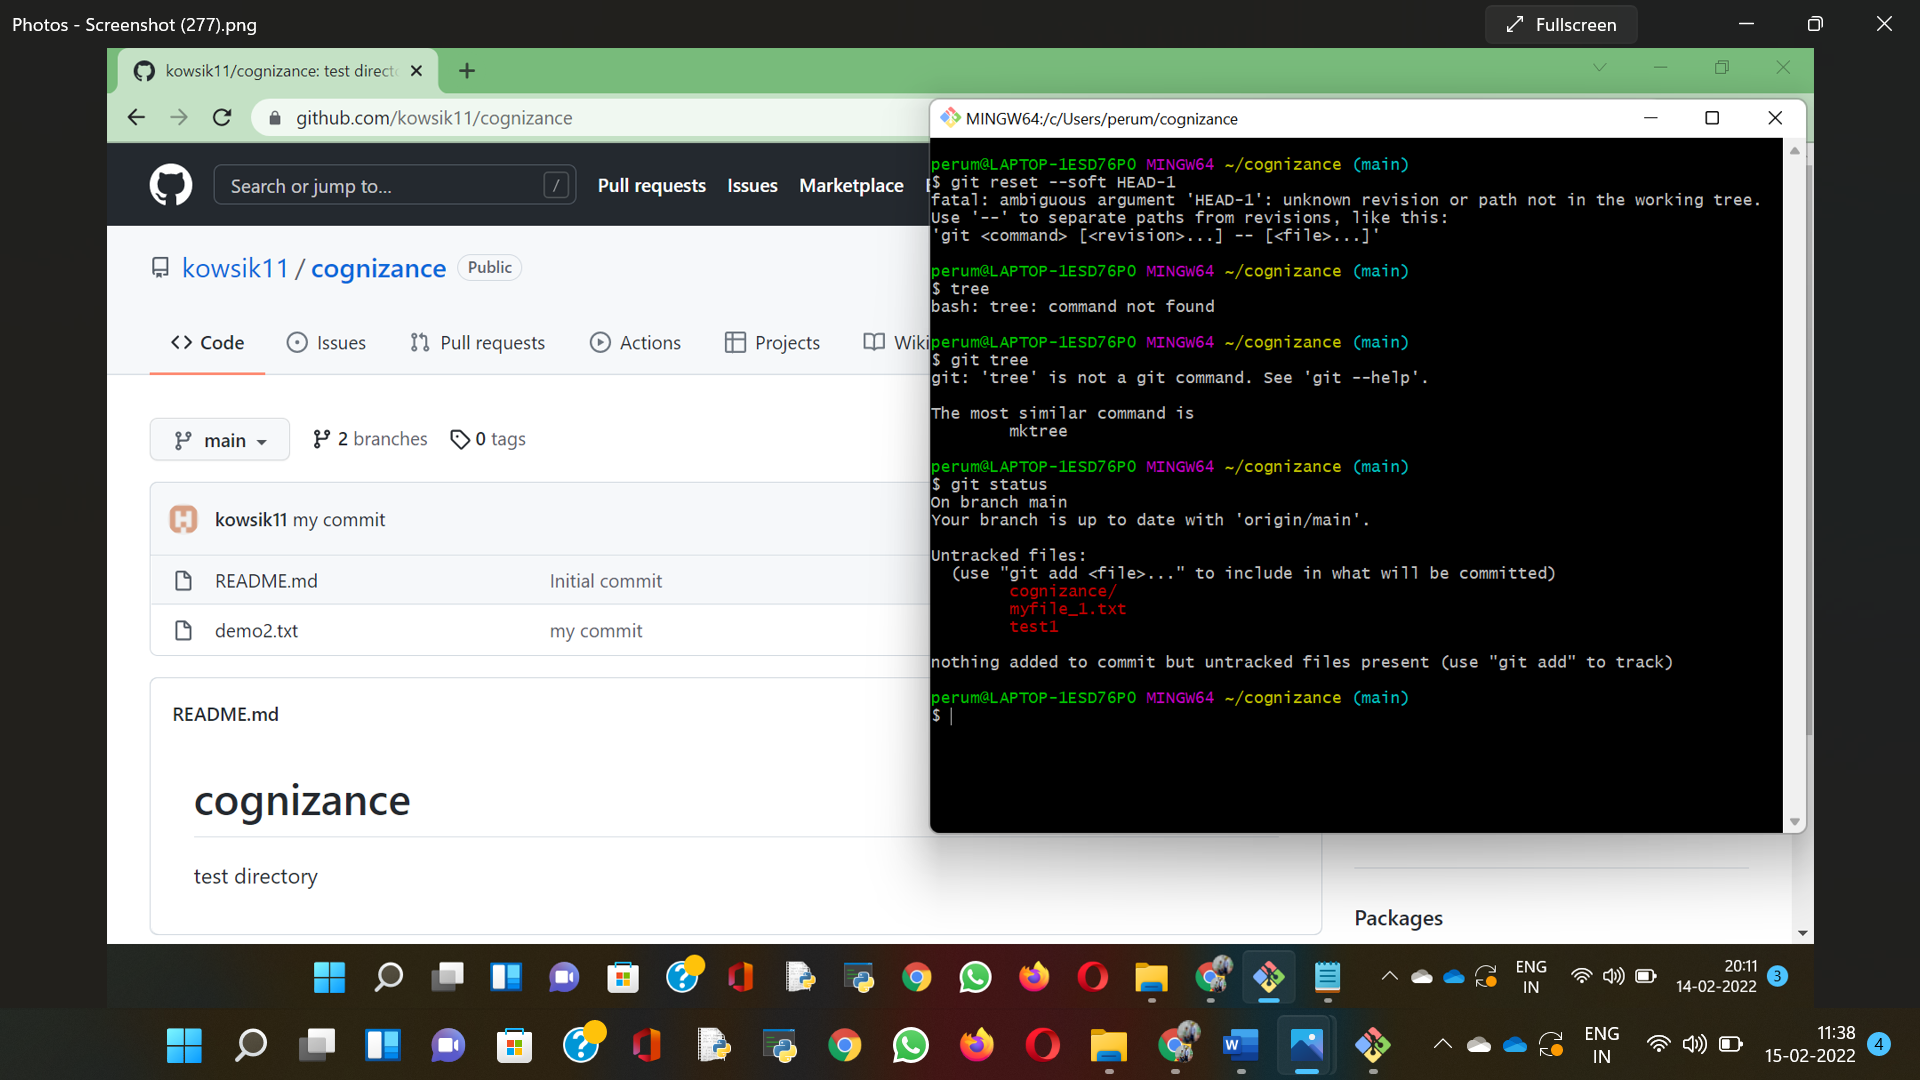 Photos - Screenshot (277).png
Fullscreen
kowsik11/cognizance: test direct
github.com/kowsik11/cognizance
Search or jump to...
/
Pull requests
Issues
Marketplace
kowsik11 / cognizance
Public
Code
Issues
Pull requests
Actions
Projects
Wiki
main
2 branches
0 tags
kowsik11 my commit
README.md
Initial commit
demo2.txt
my commit
README.md
cognizance
test directory
Packages
MINGW64:/c/Users/perum/cognizance
perum@LAPTOP-1ESD76P0 MINGW64 ~/cognizance (main)
$ git reset --soft HEAD-1
fatal: ambiguous argument 'HEAD-1': unknown revision or path not in the working tree.
Use '--' to separate paths from revisions, like this:
'git <command> [<revision>...] -- [<file>...]'
perum@LAPTOP-1ESD76P0 MINGW64 ~/cognizance (main)
$ tree
bash: tree: command not found
perum@LAPTOP-1ESD76P0 MINGW64 ~/cognizance (main)
$ git tree
git: 'tree' is not a git command. See 'git --help'.
The most similar command is
mktree
perum@LAPTOP-1ESD76P0 MINGW64 ~/cognizance (main)
$ git status
On branch main
Your branch is up to date with 'origin/main'.
Untracked files:
(use "git add <file>..." to include in what will be committed)
cognizance/
myfile_1.txt
test1
nothing added to commit but untracked files present (use "git add" to track)
perum@LAPTOP-1ESD76P0 MINGW64 ~/cognizance (main)
$
ENG
IN
20:11
14-02-2022
3
ENG
IN
11:38
15-02-2022
4